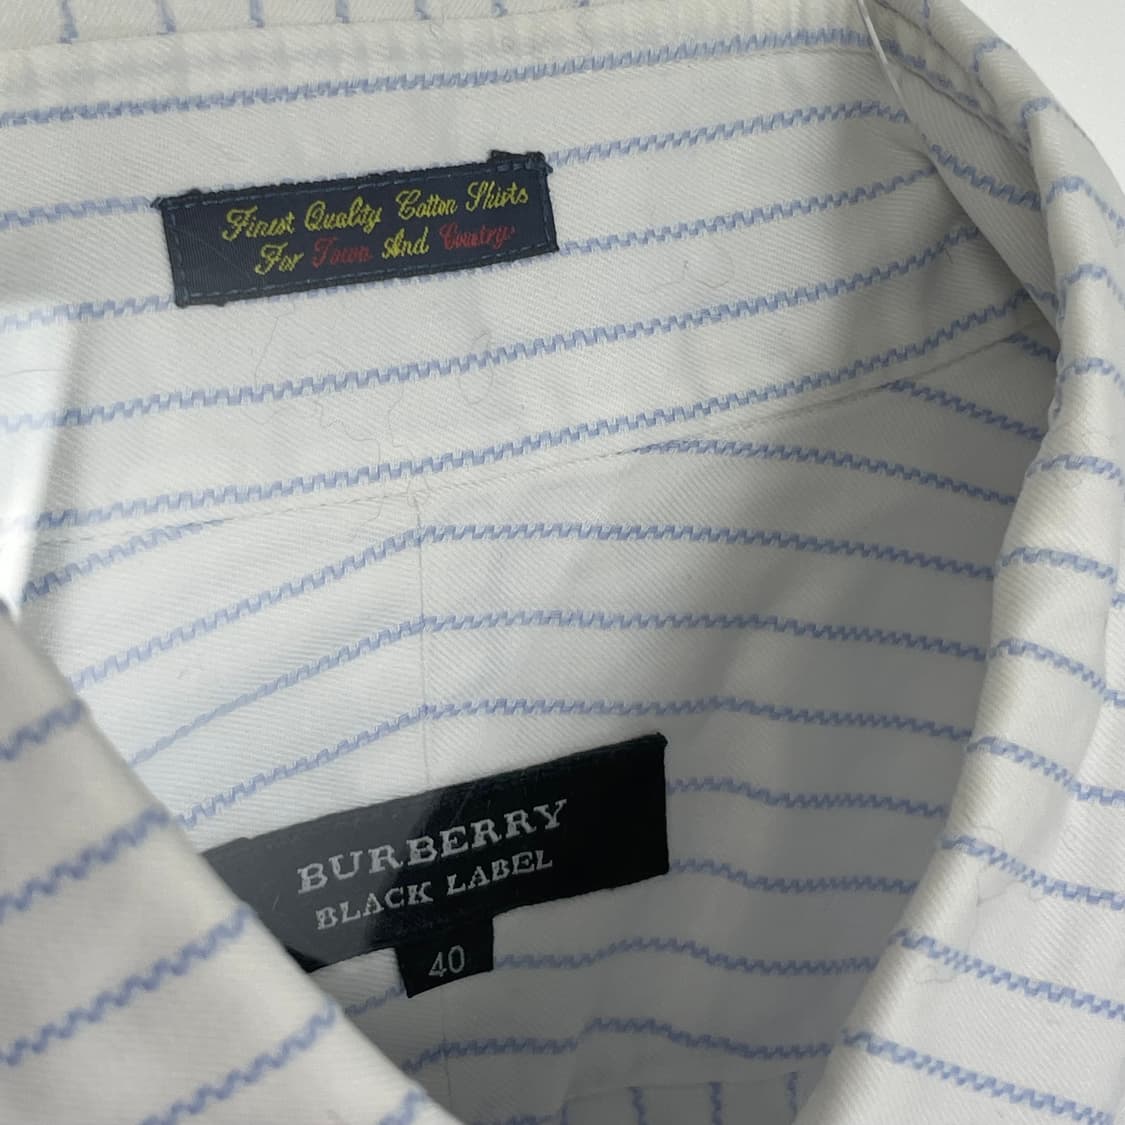 Finest Quality Cotton Shirts
For Town And Country
BURBERRY
BLACK LABEL
40